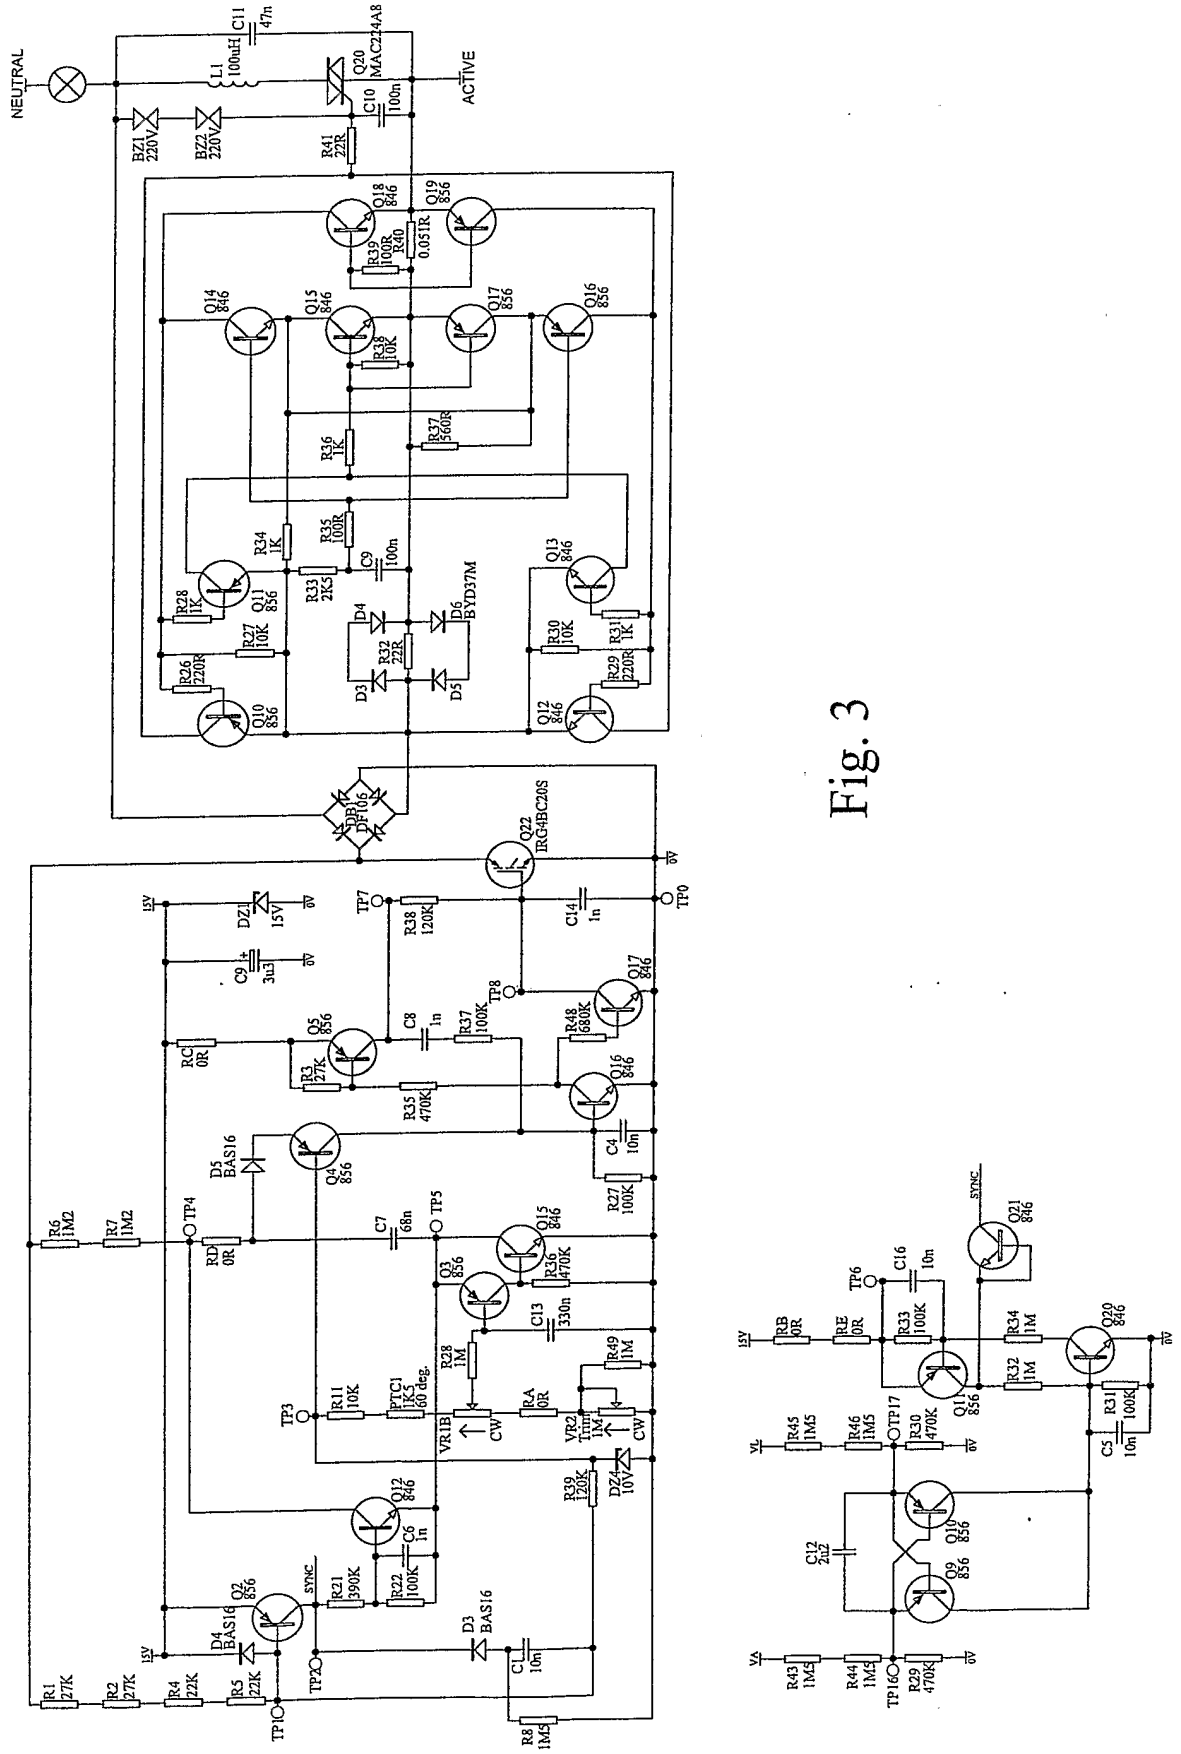 NEUTRAL
C11
47n
L1
100uH
Q20
MAC224A8
ACTIVE
BZ1
220V
BZ2
220V
C10
100n
R41
22R
Q18
846
Q19
856
R39
100R
R40
0.051R
Q14
846
Q15
846
Q17
856
Q16
856
R38
10K
R37
560R
R36
1K
R34
1K
R35
100R
R33
2K5
C9
100n
Q13
846
R28
1K
Q11
856
D4
D6
BYD37M
R27
10K
R32
22R
R30
10K
R31
1K
R26
220R
D3
D5
R29
220R
Q10
856
Q12
846
DB1
DF106
Q22
IRG4BC20S
15V
DZ1
15V
0V
TP7
R38
120K
C14
1n
0V
TP0
C9
+
3u3
0V
TP8
Q17
846
RC
0R
Q5
856
C8
1n
R37
100K
R48
680K
R3
27K
R35
470K
Q16
846
D5
BAS16
Q4
856
C4
10n
R27
100K
R6
1M2
R7
1M2
TP4
RD
0R
C7
68n
TP5
Q15
846
Q3
856
R36
470K
C13
330n
R28
1M
R49
1M
TP3
R11
10K
PTC1
1K5
60 deg.
VR1B
CW
RA
0R
VR2
Trim
1M
CW
R39
120K
DZ4
10V
Q12
846
C6
1n
15V
D4
BAS16
Q2
856
SYNC
R21
390K
R22
100K
D3
BAS16
C1
10n
R1
27K
R2
27K
R4
22K
R5
22K
TP1
TP2
R8
1M5
Fig. 3
SYNC
Q21
846
TP6
C16
10n
15V
RB
0R
RE
0R
R33
100K
R34
1M
Q20
846
0V
Q11
856
R32
1M
R31
100K
C5
10n
VL
R45
1M5
R46
1M5
TP17
R30
470K
0V
C12
2u2
Q10
856
Q9
856
VA
R43
1M5
R44
1M5
TP16
R29
470K
0V